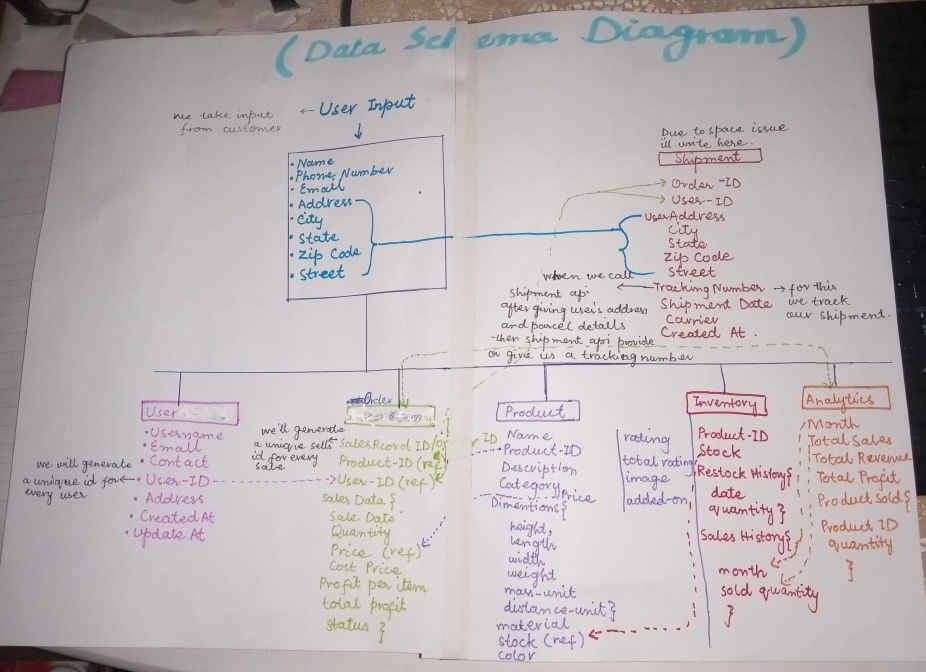 (Data Schema Diagram)
we take input
from customer
← User Input
• Name
• Phone Number
• Email
• Address
• City
• State
• Zip Code
• Street
Due to space issue
ill write here.
Shipment
Order-ID
User-ID
User Address
City
State
Zip Code
Street
Tracking Number → for this
we track
our shipment.
Shipment Date
Carrier
Created At.
when we call
shipment api
after giving user's address
and parcel details
then shipment api provide
or give us a tracking number
User
• Username
• Email
• Contact
• User-ID
• Address
• Created At
• Update At
we will generate
a unique id for
every user
Order
we'll generate
a unique sells
id for every
sale
Sales Record ID/or
er ID
Product-ID (ref)
User-ID (ref)
Sales Data {
Sale Date
Quantity
Price (ref)
Cost Price
Profit per item
total profit
status }
Product
Name
Product-ID
Description
Category
Price
Dimentions {
height,
length
width
weight
mass-unit
distance-unit }
material
stock (ref)
color
rating
total rating
image
added-on
Inventory
Product-ID
Stock
Restock History {
date
quantity }
Sales History {
month
sold quantity
}
Analytics
Month
Total Sales
Total Revenue
Total Profit
Product Sold {
Product ID
quantity
}